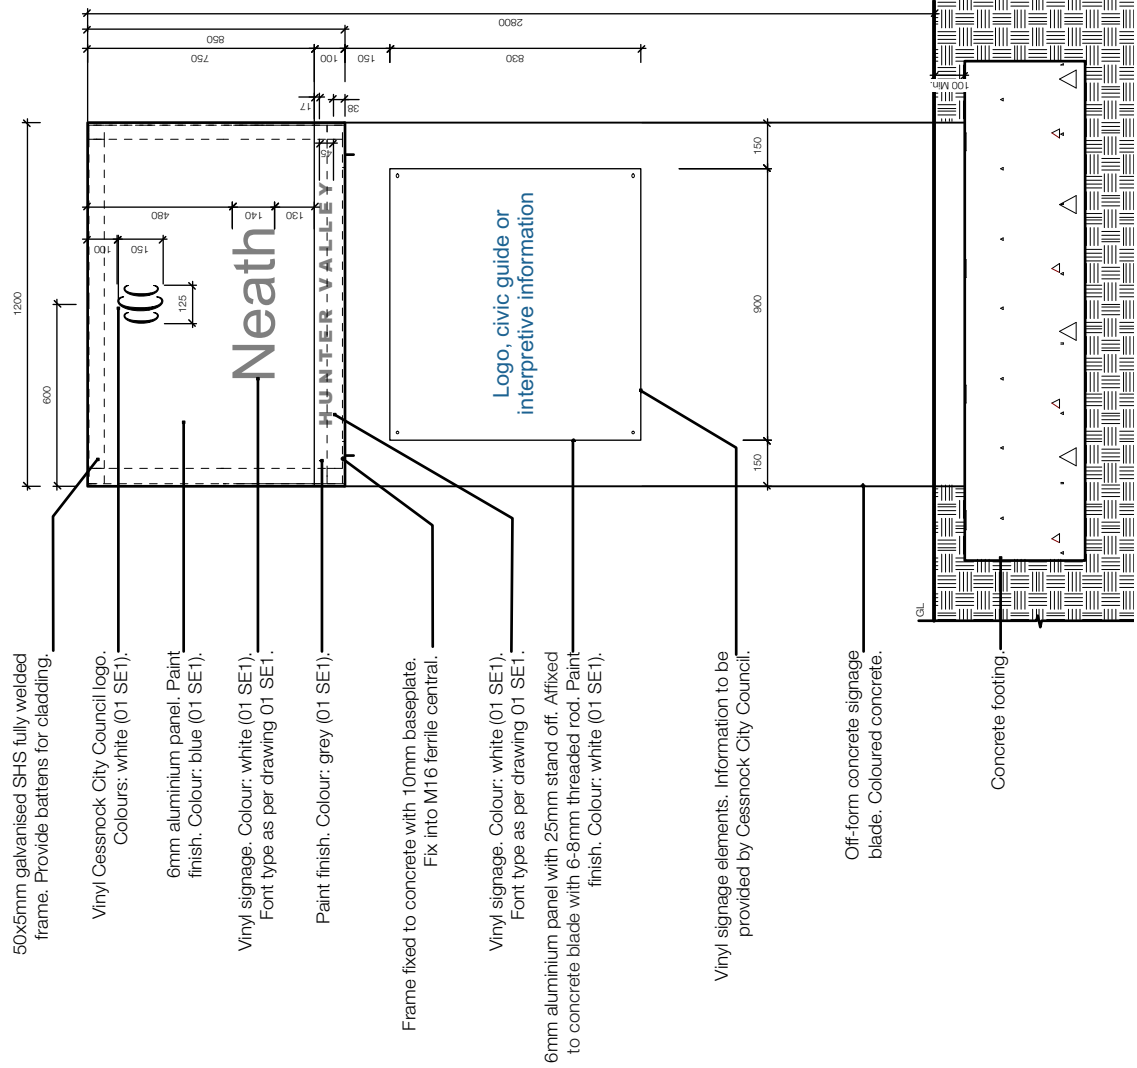 50x5mm galvanised SHS fully welded
frame. Provide battens for cladding.
Vinyl Cessnock City Council logo.
Colours: white (01 SE1).
6mm aluminium panel. Paint
finish. Colour: blue (01 SE1).
Vinyl signage. Colour: white (01 SE1).
Font type as per drawing 01 SE1.
Paint finish. Colour: grey (01 SE1).
Frame fixed to concrete with 10mm baseplate.
Fix into M16 ferrile central.
Vinyl signage. Colour: white (01 SE1).
Font type as per drawing 01 SE1.
6mm aluminium panel with 25mm stand off. Affixed
to concrete blade with 6-8mm threaded rod. Paint
finish. Colour: white (01 SE1).
Vinyl signage elements. Information to be
provided by Cessnock City Council.
Off-form concrete signage
blade. Coloured concrete.
Concrete footing.
1200
600
125
Neath
HUNTER VALLEY
Logo, civic guide or
interpretive information
150
900
150
GL
100
150
480
140
130
45
17
38
750
100
150
830
850
2800
100 Min.